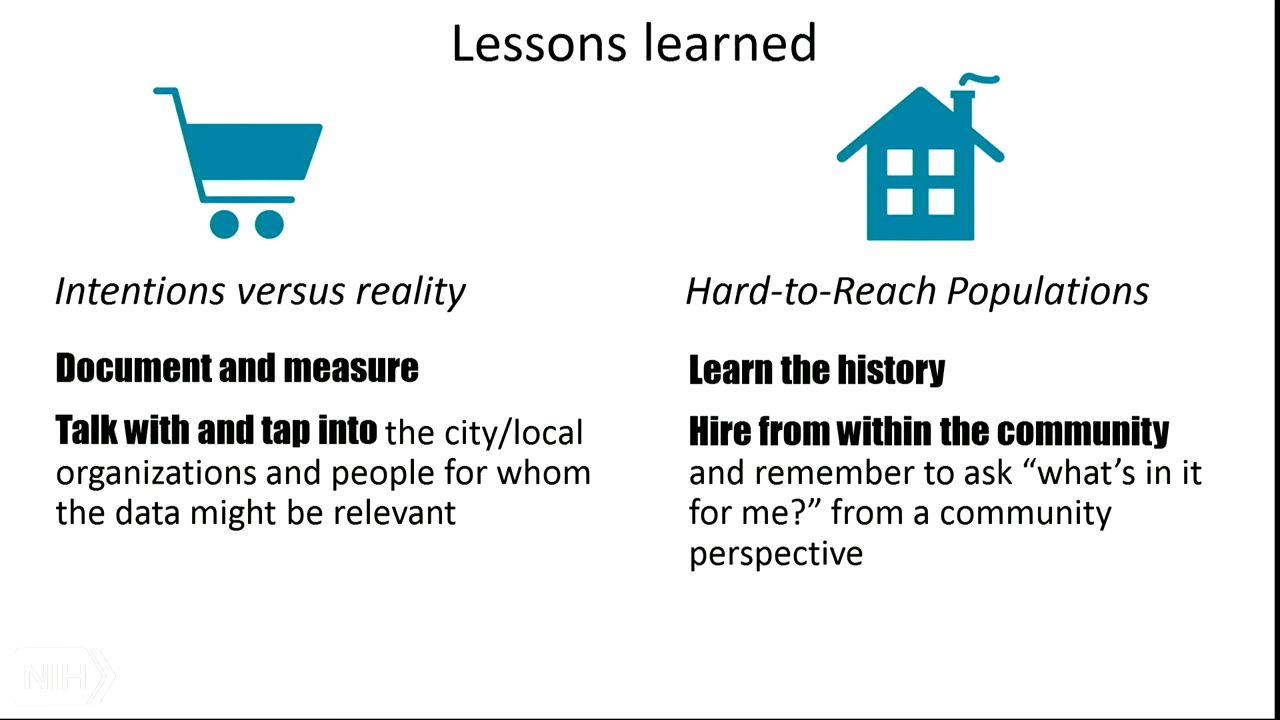 Lessons learned
Intentions versus reality
Document and measure
Talk with and tap into the city/local
organizations and people for whom
the data might be relevant
Hard-to-Reach Populations
Learn the history
Hire from within the community
and remember to ask “what’s in it
for me?” from a community
perspective
NIH